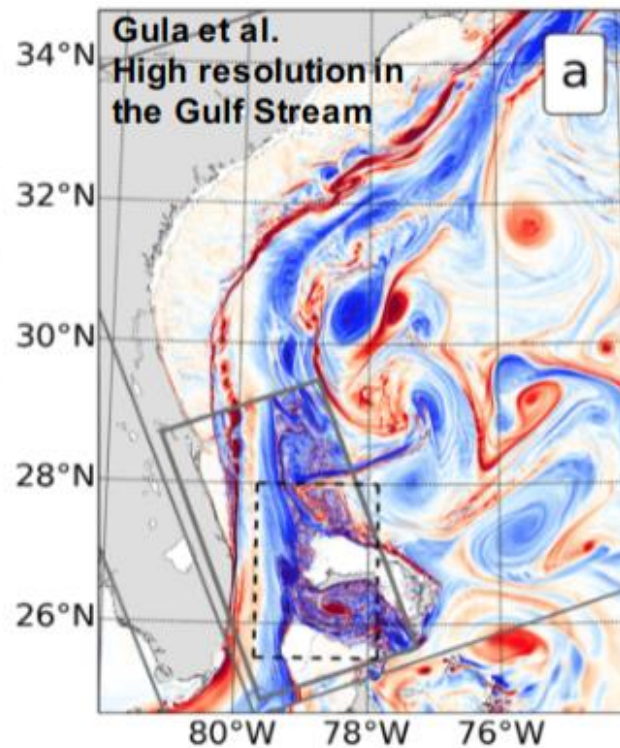 Gula et al.
High resolution in
the Gulf Stream
a
34°N
32°N
30°N
28°N
26°N
80°W
78°W
76°W